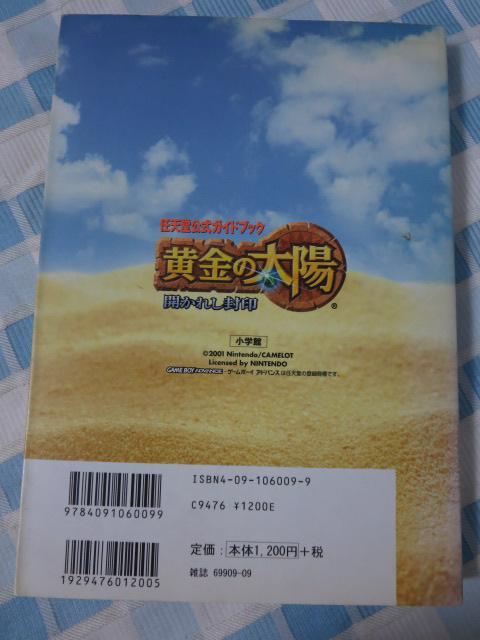 任天堂公式ガイドブック
黄金の太陽
開かれし封印
®
小学館
©2001 Nintendo/CAMELOT
Licensed by NINTENDO
GAME BOY ADVANCE・ゲームボーイ アドバンスは任天堂の登録商標です。
ISBN4-09-106009-9
C9476 ¥1200E
9784091060099
定価：本体1,200円+税
雑誌 69909-09
1929476012005